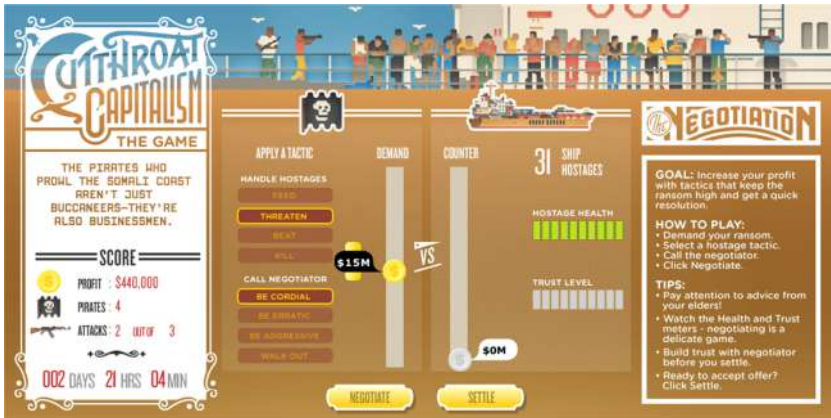 CUTTHROAT
CAPITALISM
THE GAME
THE PIRATES WHO
PROWL THE SOMALI COAST
AREN'T JUST
BUCCANEERS—THEY'RE
ALSO BUSINESSMEN.
SCORE
PROFIT : $440,000
PIRATES : 4
ATTACKS : 2 OUT OF 3
002 DAYS 21 HRS 04 MIN
APPLY A TACTIC
DEMAND
HANDLE HOSTAGES
FEED
THREATEN
BEAT
KILL
$15M
CALL NEGOTIATOR
BE CORDIAL
BE ERRATIC
BE AGGRESSIVE
WALK OUT
NEGOTIATE
VS
COUNTER
31 SHIP
HOSTAGES
HOSTAGE HEALTH
TRUST LEVEL
$0M
SETTLE
The NEGOTIATION
GOAL: Increase your profit
with tactics that keep the
ransom high and get a quick
resolution.
HOW TO PLAY:
• Demand your ransom.
• Select a hostage tactic.
• Call the negotiator.
• Click Negotiate.
TIPS:
• Pay attention to advice from
your elders!
• Watch the Health and Trust
meters - negotiating is a
delicate game.
• Build trust with negotiator
before you settle.
• Ready to accept offer?
Click Settle.